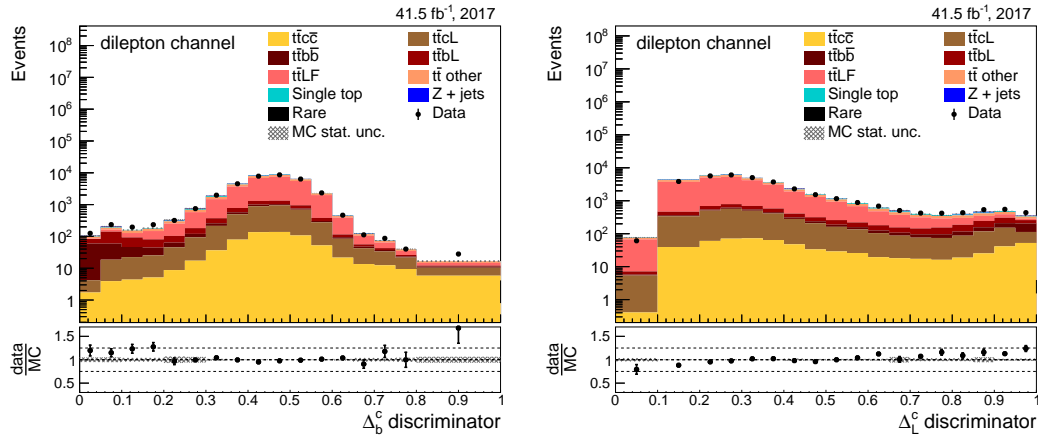 41.5 fb⁻¹, 2017
Events
10⁸
10⁷
10⁶
10⁵
10⁴
10³
10²
10
1
dilepton channel
tt̄cc̄ tt̄cL
tt̄bb̄ tt̄bL
tt̄LF tt̄ other
Single top Z + jets
Rare Data
MC stat. unc.
data
MC
1.5
1
0.5
0 0.1 0.2 0.3 0.4 0.5 0.6 0.7 0.8 0.9 1
Δ_b^c discriminator
41.5 fb⁻¹, 2017
Events
10⁸
10⁷
10⁶
10⁵
10⁴
10³
10²
10
1
dilepton channel
tt̄cc̄ tt̄cL
tt̄bb̄ tt̄bL
tt̄LF tt̄ other
Single top Z + jets
Rare Data
MC stat. unc.
data
MC
1.5
1
0.5
0 0.1 0.2 0.3 0.4 0.5 0.6 0.7 0.8 0.9 1
Δ_L^c discriminator